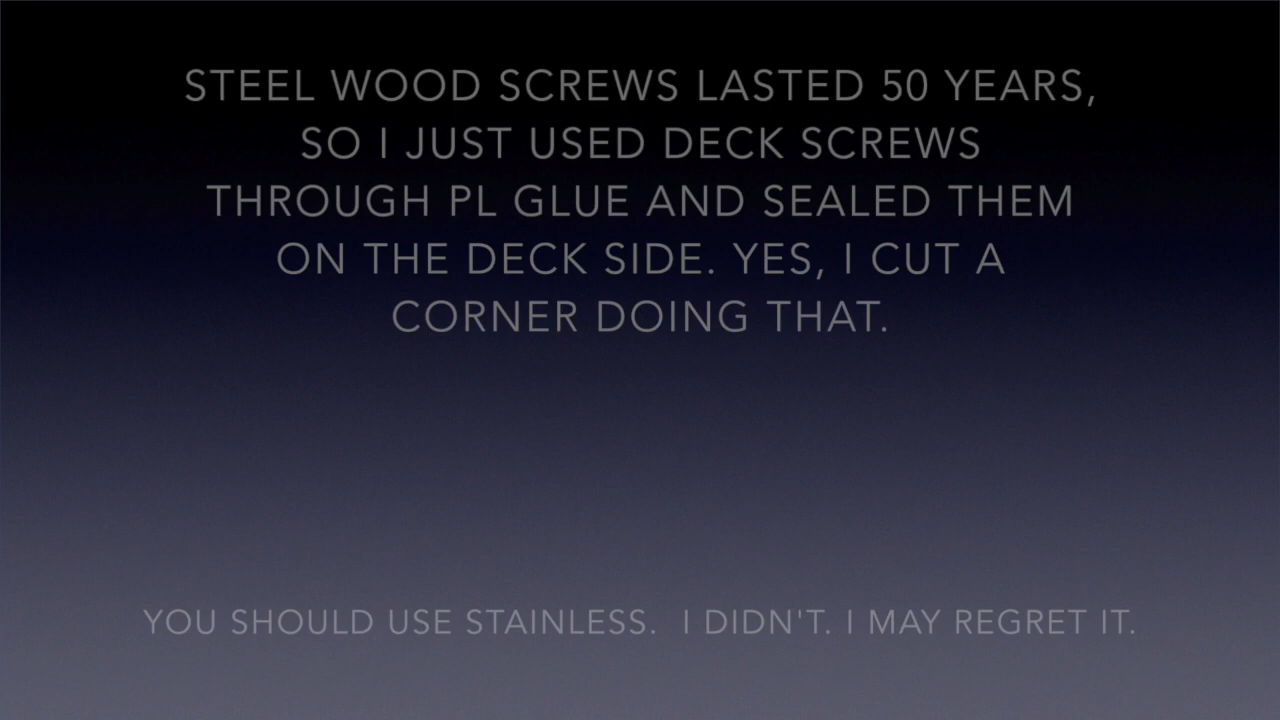 STEEL WOOD SCREWS LASTED 50 YEARS,
SO I JUST USED DECK SCREWS
THROUGH PL GLUE AND SEALED THEM
ON THE DECK SIDE. YES, I CUT A
CORNER DOING THAT.
YOU SHOULD USE STAINLESS.  I DIDN'T. I MAY REGRET IT.